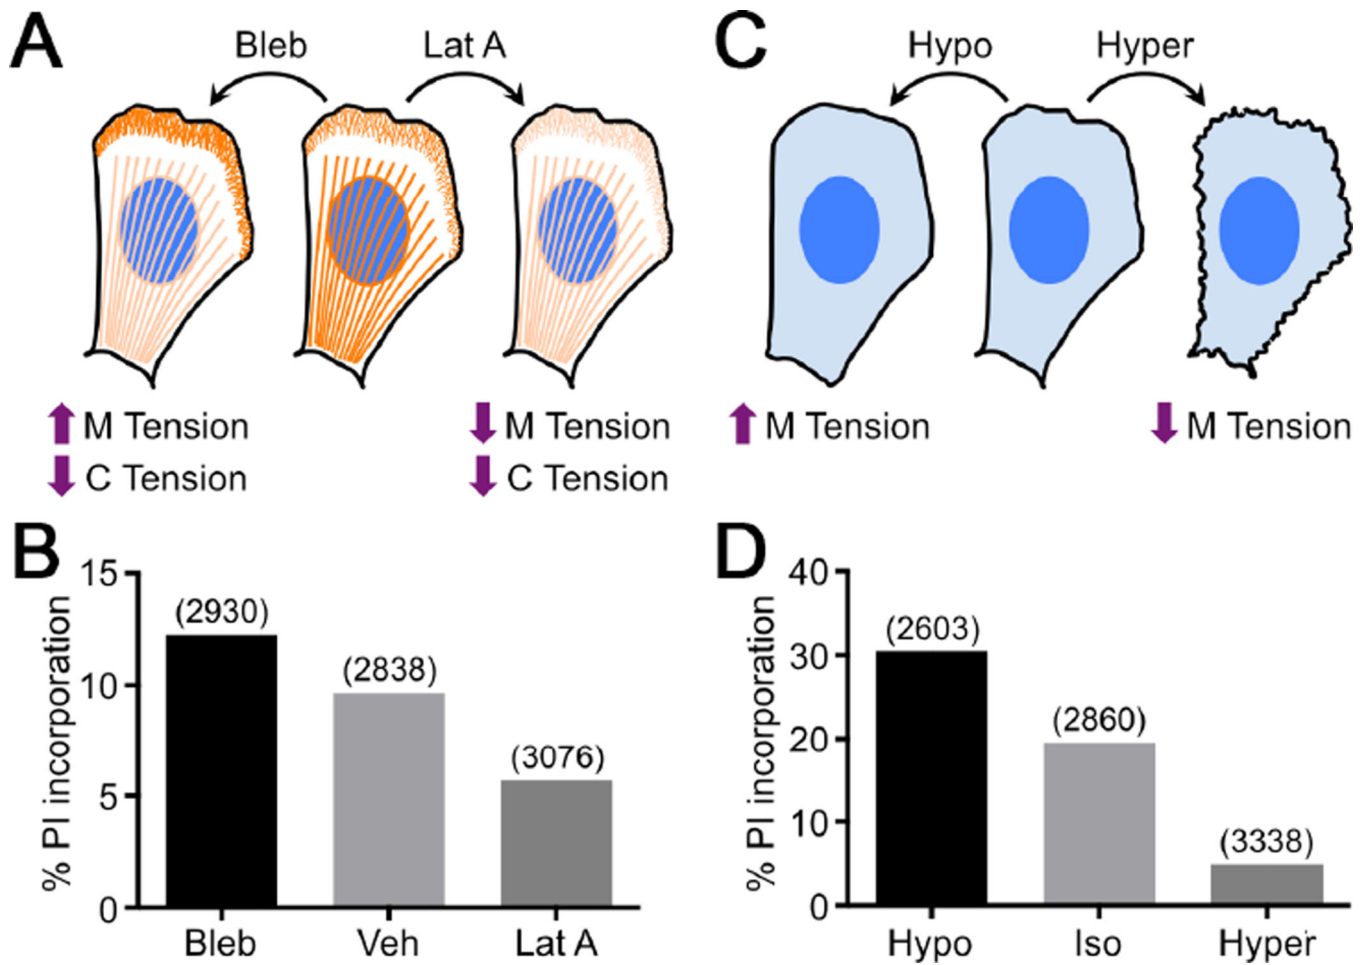 A
Bleb
Lat A
M Tension
C Tension
M Tension
C Tension
C
Hypo
Hyper
M Tension
M Tension
B
% PI incorporation
15
10
5
0
(2930)
(2838)
(3076)
Bleb
Veh
Lat A
D
% PI incorporation
40
30
20
10
0
(2603)
(2860)
(3338)
Hypo
Iso
Hyper